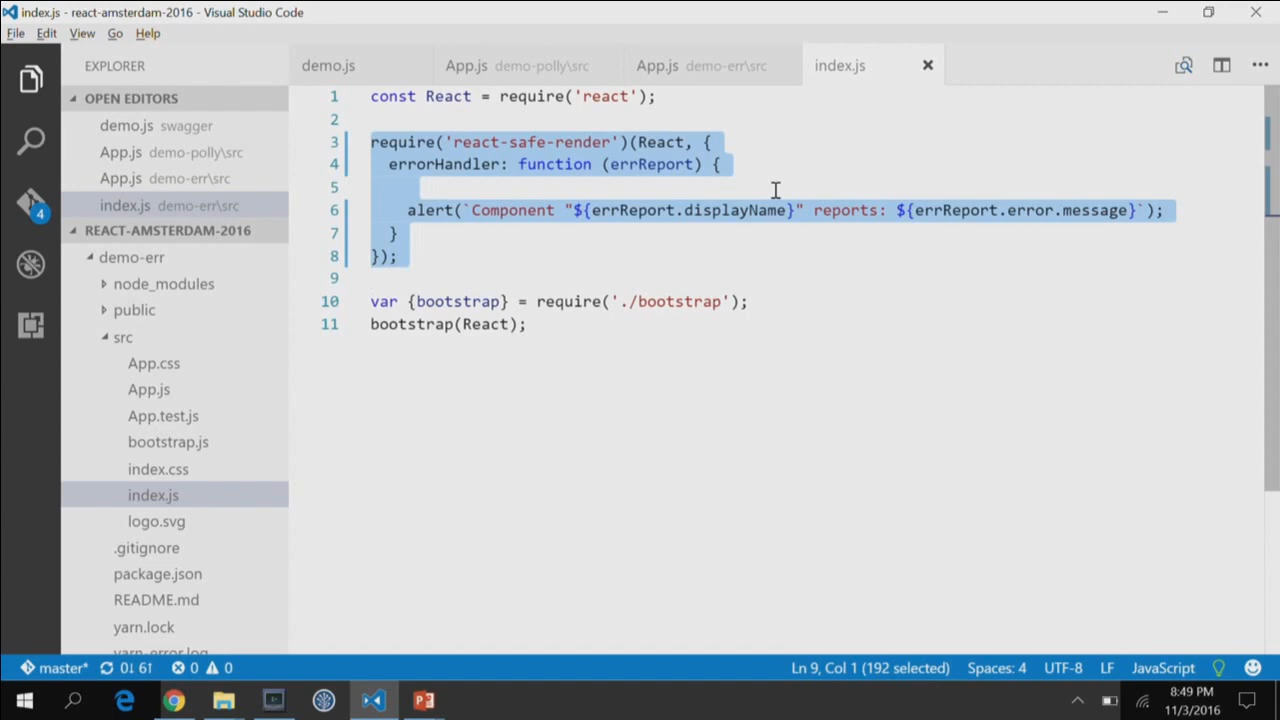 index.js - react-amsterdam-2016 - Visual Studio Code
File Edit View Go Help
EXPLORER
OPEN EDITORS
demo.js swagger
App.js demo-polly\src
App.js demo-err\src
index.js demo-err\src
REACT-AMSTERDAM-2016
demo-err
node_modules
public
src
App.css
App.js
App.test.js
bootstrap.js
index.css
index.js
logo.svg
.gitignore
package.json
README.md
yarn.lock
yarn-error.log
4
demo.js App.js demo-polly\src App.js demo-err\src index.js
1 const React = require('react');
2
3 require('react-safe-render')(React, {
4 errorHandler: function (errReport) {
5
6 alert(`Component "${errReport.displayName}" reports: ${errReport.error.message}`);
7 }
8 });
9
10 var {bootstrap} = require('./bootstrap');
11 bootstrap(React);
master* 0↓ 6↑ 0 0 Ln 9, Col 1 (192 selected) Spaces: 4 UTF-8 LF JavaScript
8:49 PM
11/3/2016